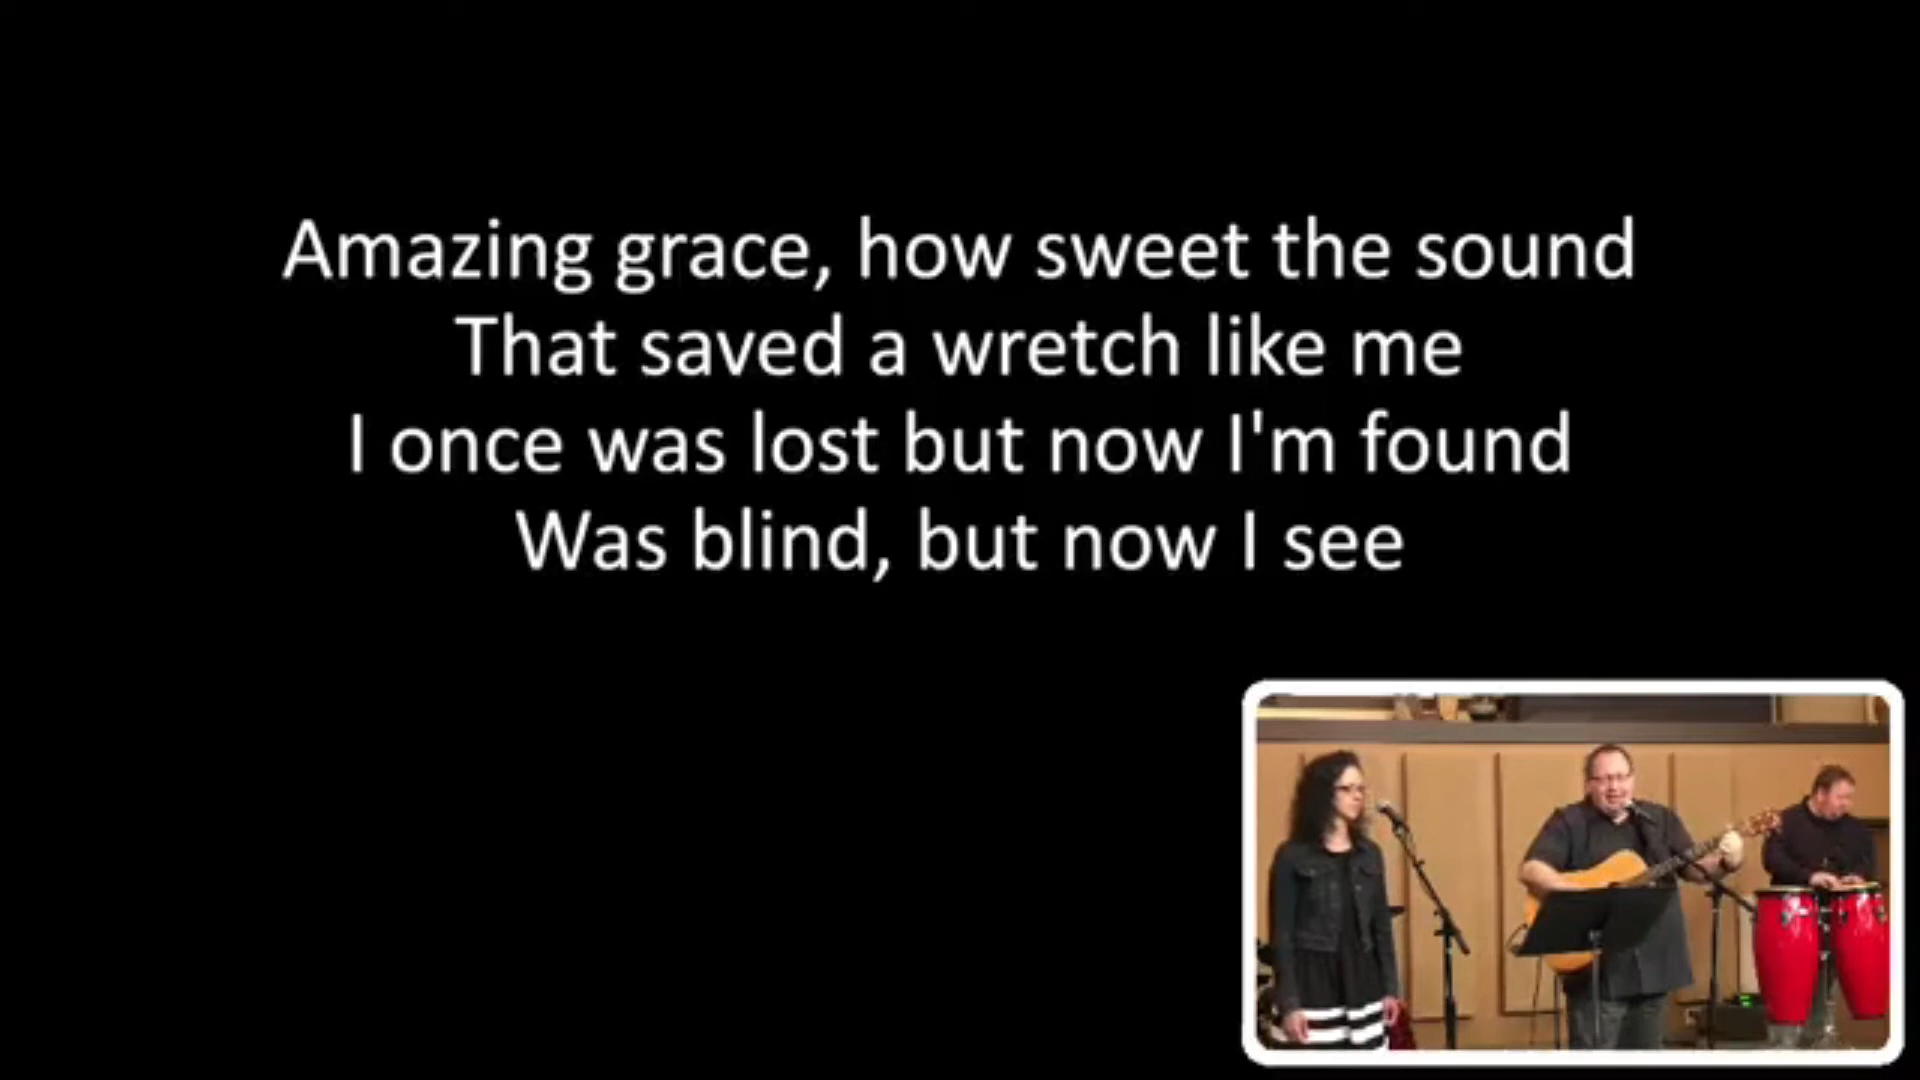 Amazing grace, how sweet the sound
That saved a wretch like me
I once was lost but now I'm found
Was blind, but now I see